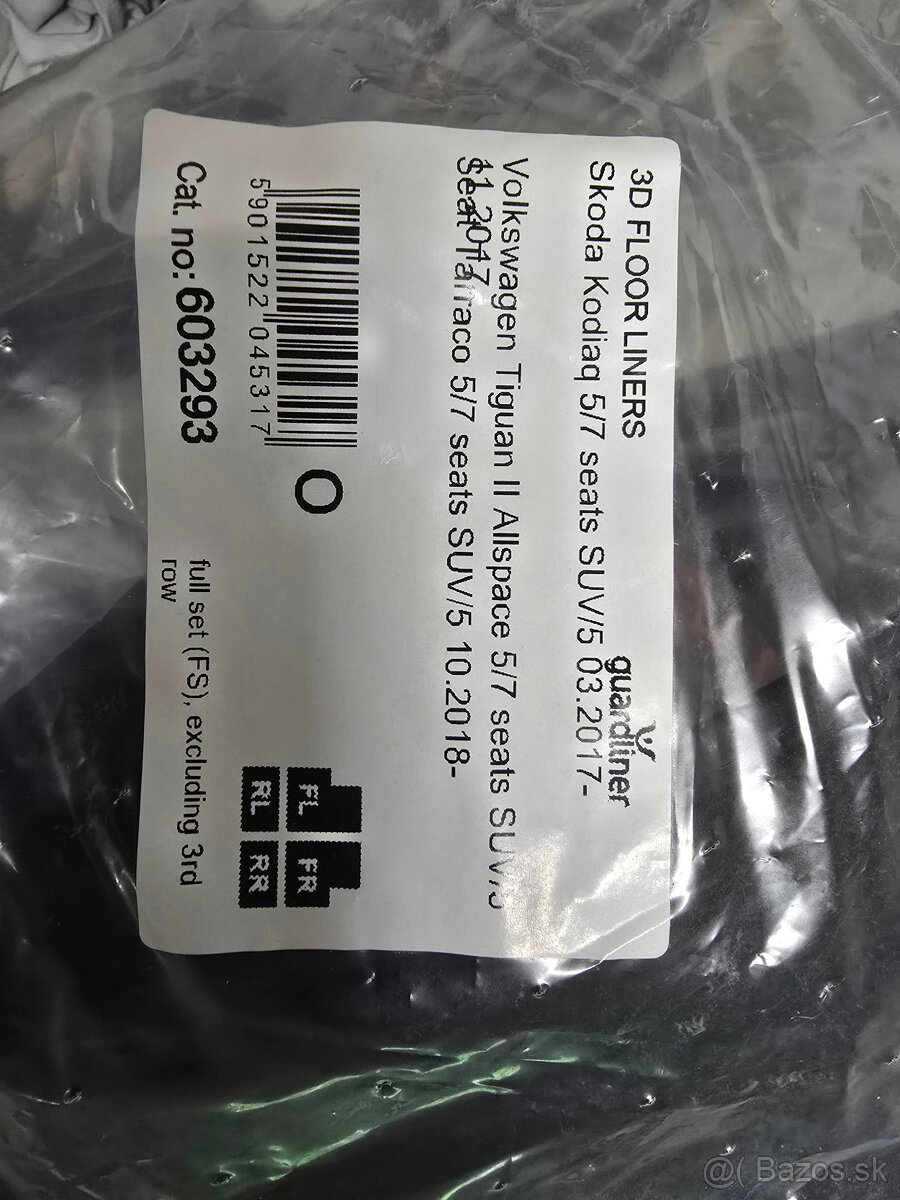 3D FLOOR LINERS
guardliner
Skoda Kodiaq 5/7 seats SUV/5 03.2017-
Volkswagen Tiguan II Allspace 5/7 seats SUV/5
11.2017
Seat Tarraco 5/7 seats SUV/5 10.2018-
5 901522 045317
O
FL FR
RL RR
Cat. no: 603293
full set (FS), excluding 3rd
row
@( Bazos.sk